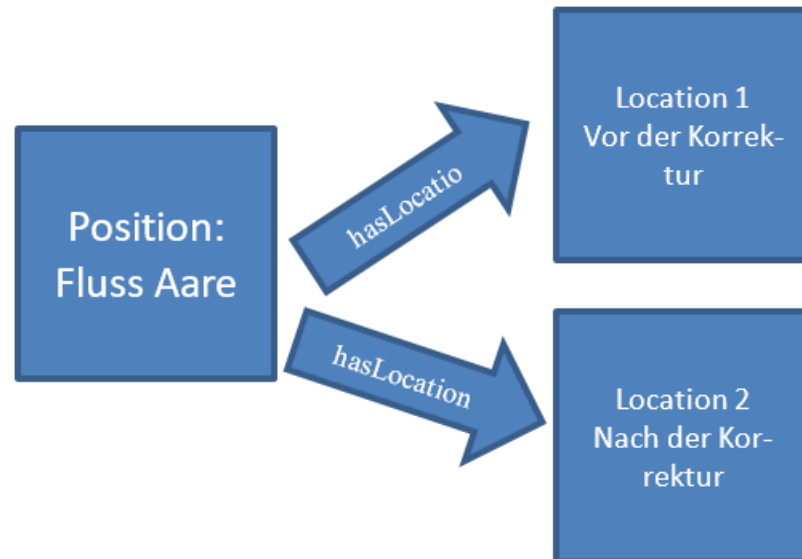 Position:
Fluss Aare
hasLocatio
Location 1
Vor der Korrek-
tur
hasLocation
Location 2
Nach der Kor-
rektur